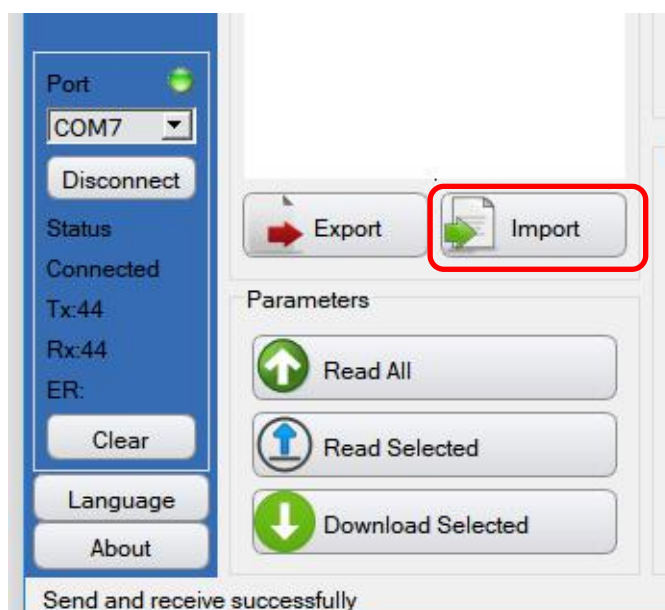 Port
COM7
Disconnect
Status
Connected
Tx:44
Rx:44
ER:
Clear
Language
About
Export
Import
Parameters
Read All
Read Selected
Download Selected
Send and receive successfully